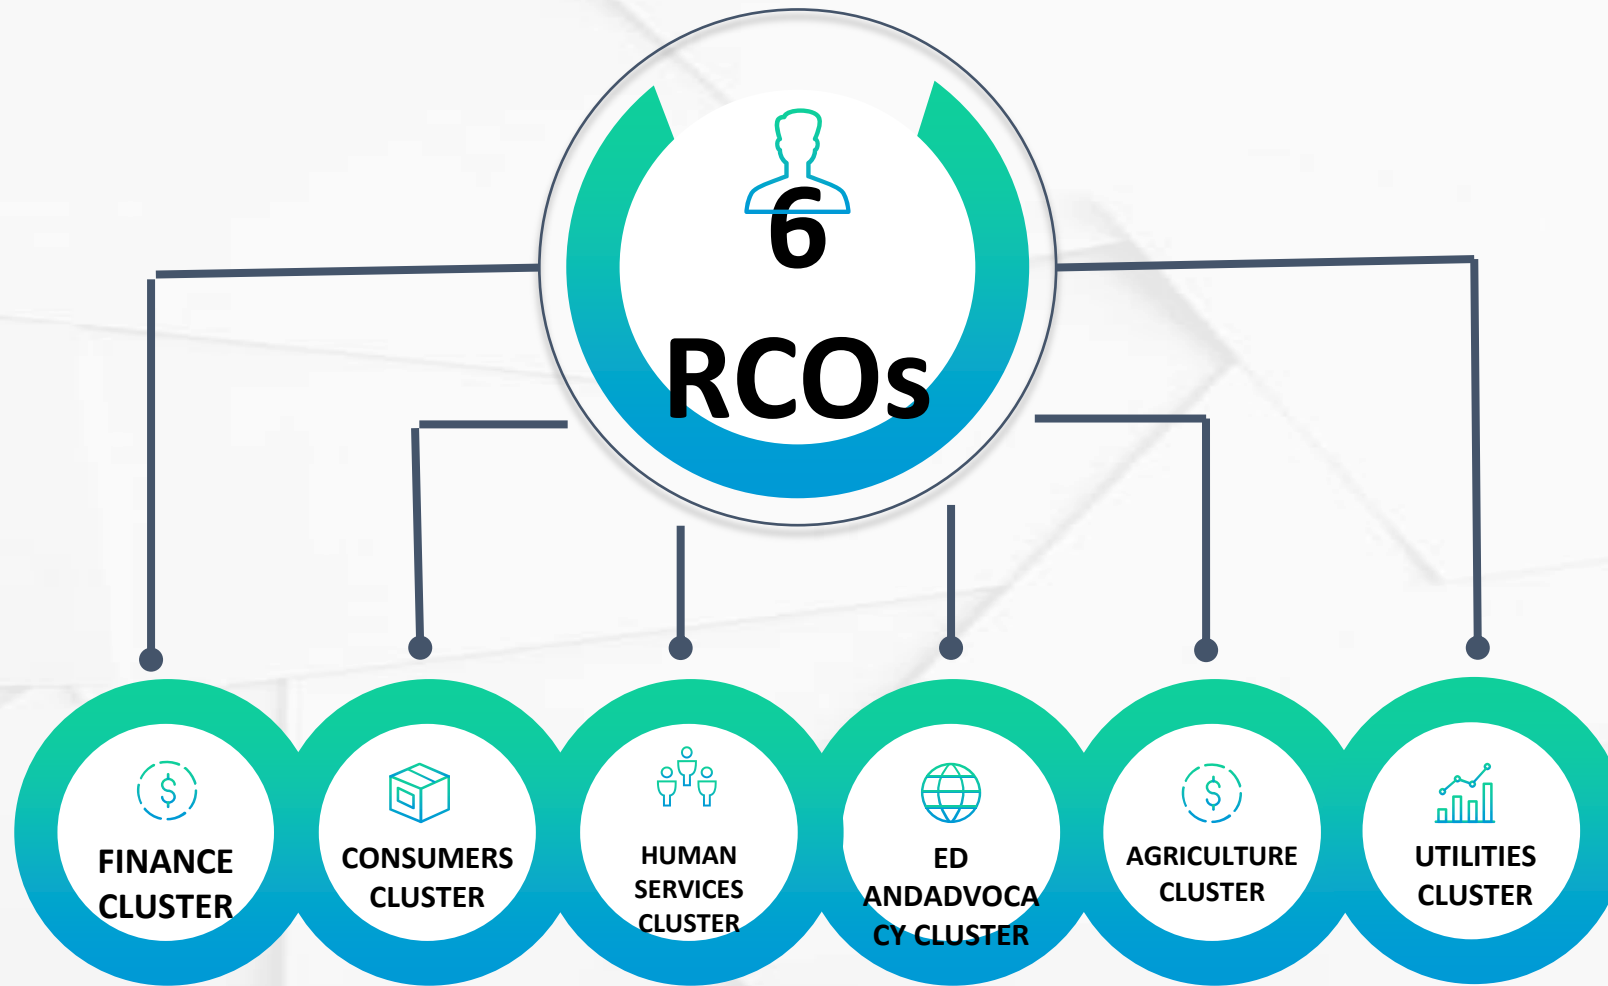 6
RCOs
FINANCE
CLUSTER
CONSUMERS
CLUSTER
HUMAN
SERVICES
CLUSTER
ED
ANDADVOCA
CY CLUSTER
AGRICULTURE
CLUSTER
UTILITIES
CLUSTER